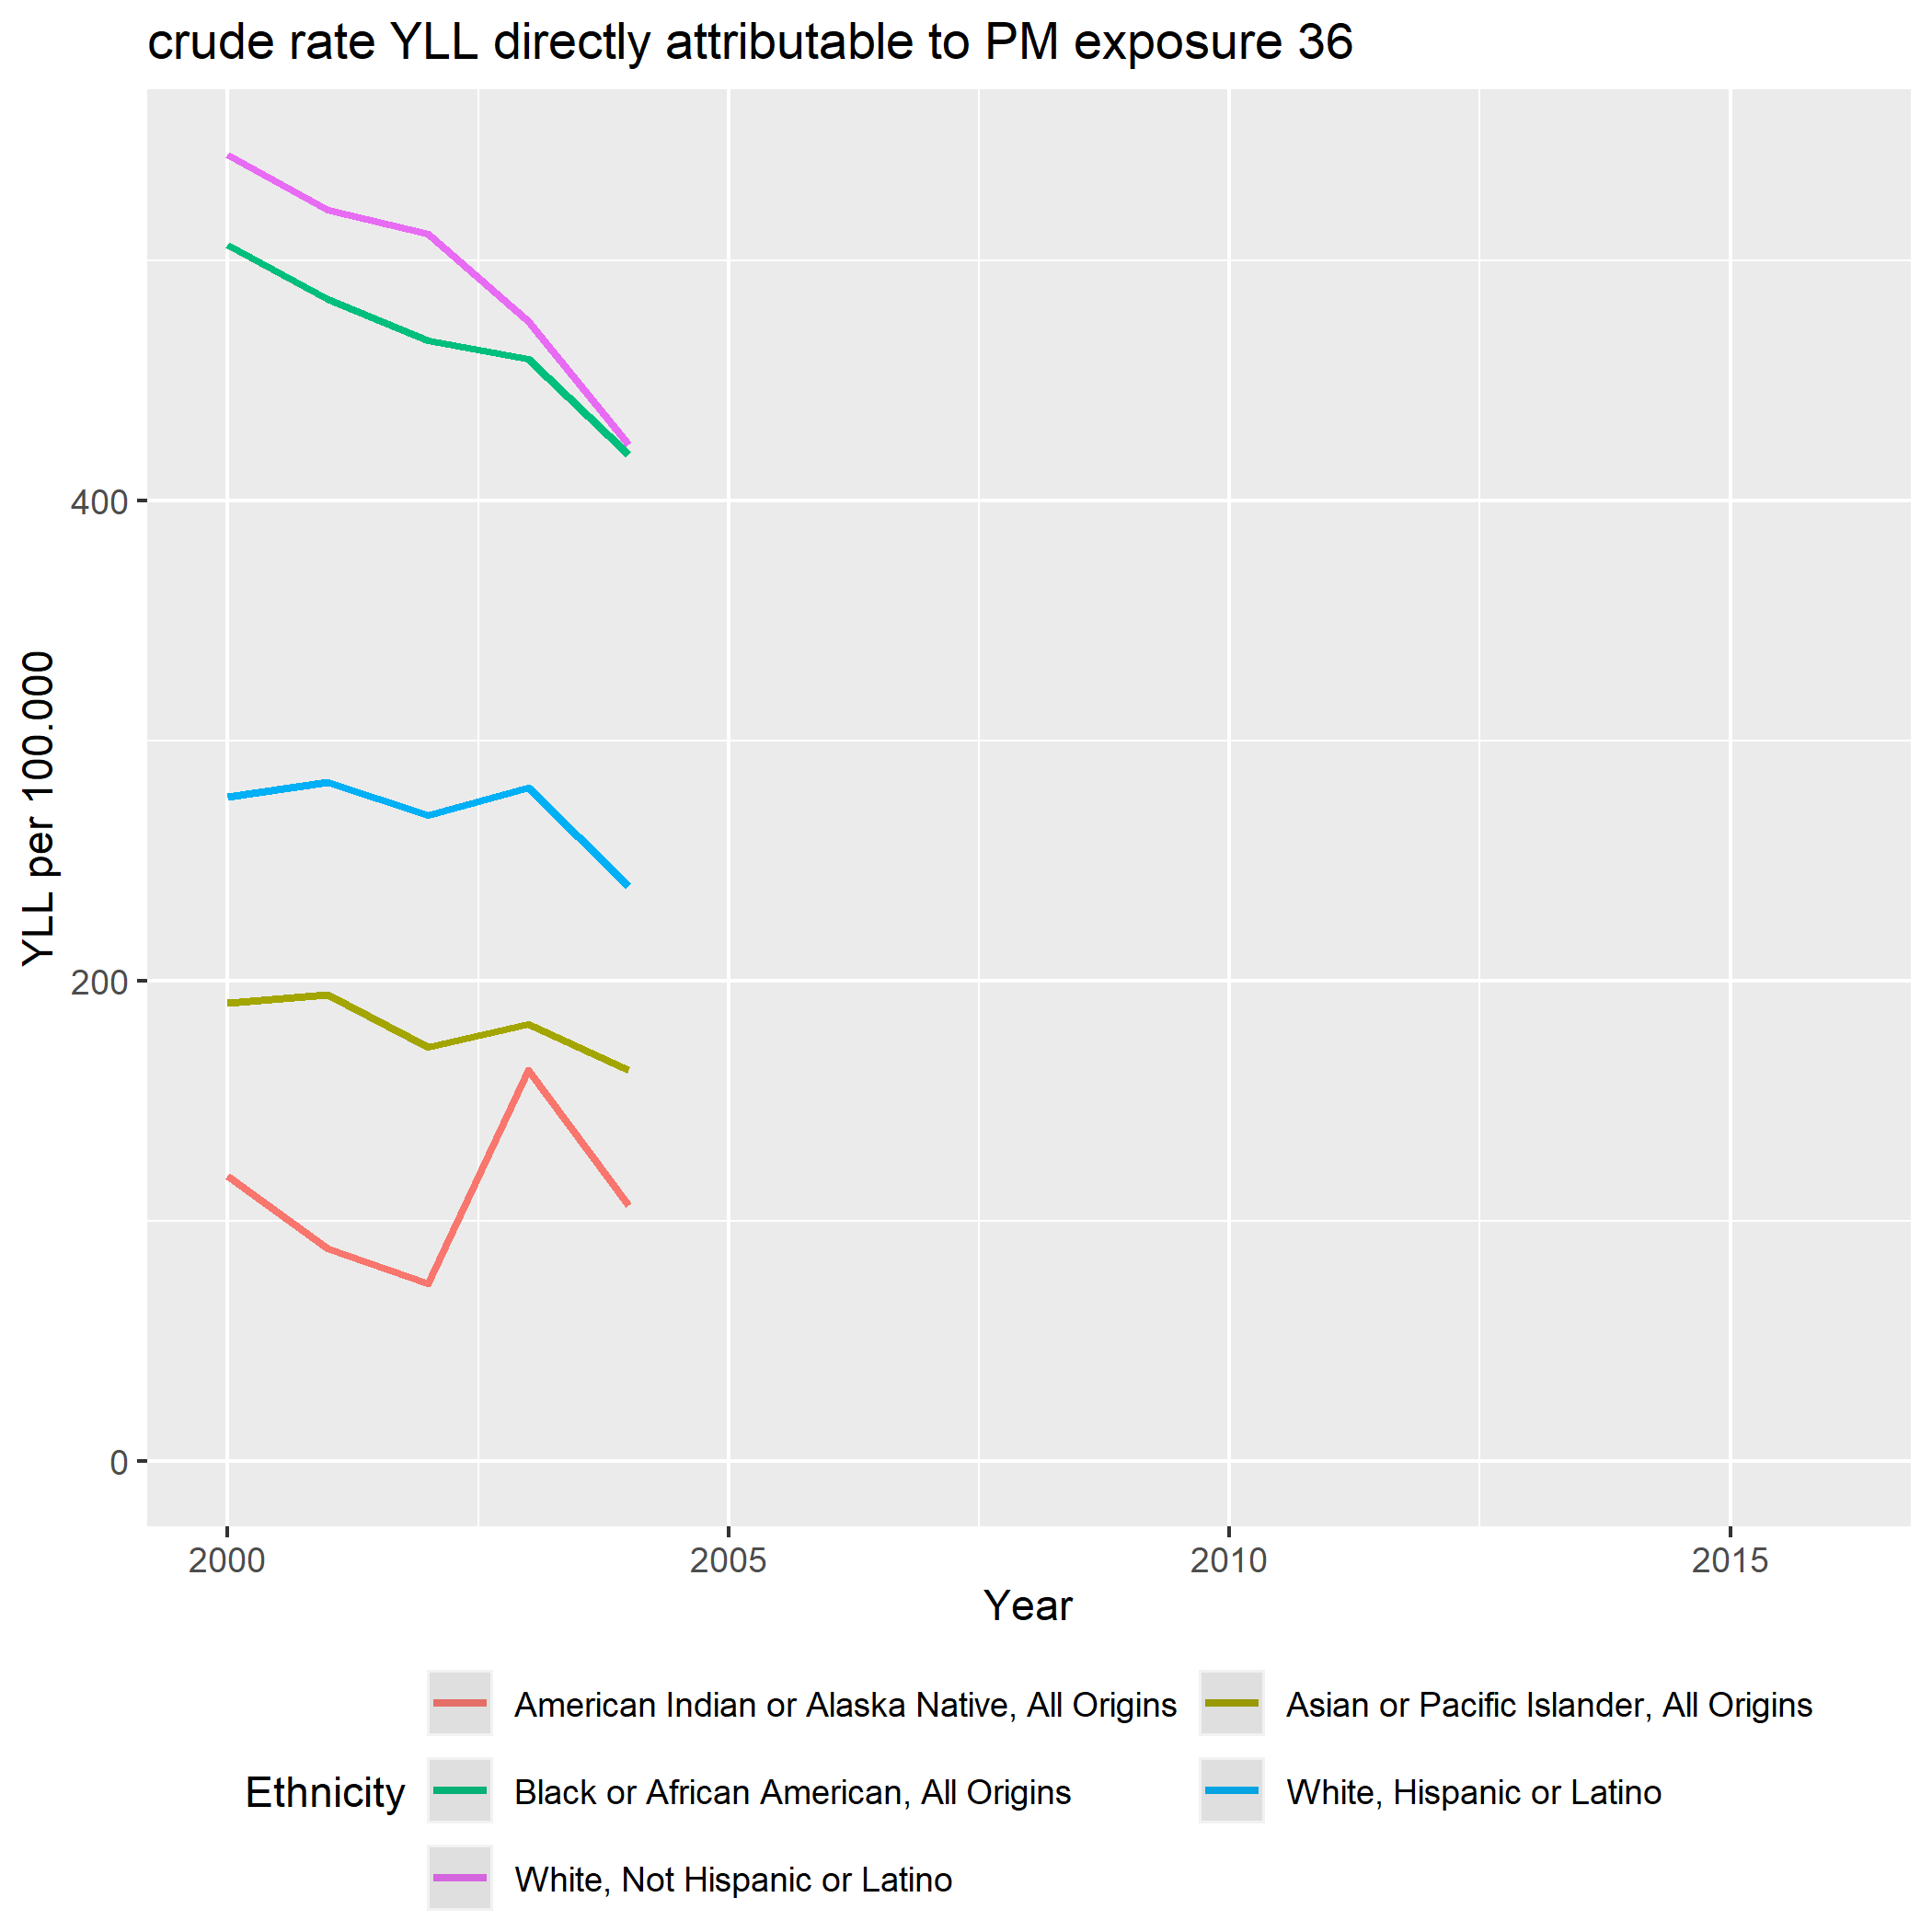 crude rate YLL directly attributable to PM exposure 36
YLL per 100.000
400
200
0
2000 2005 2010 2015
Year
Ethnicity
American Indian or Alaska Native, All Origins
Asian or Pacific Islander, All Origins
Black or African American, All Origins
White, Hispanic or Latino
White, Not Hispanic or Latino